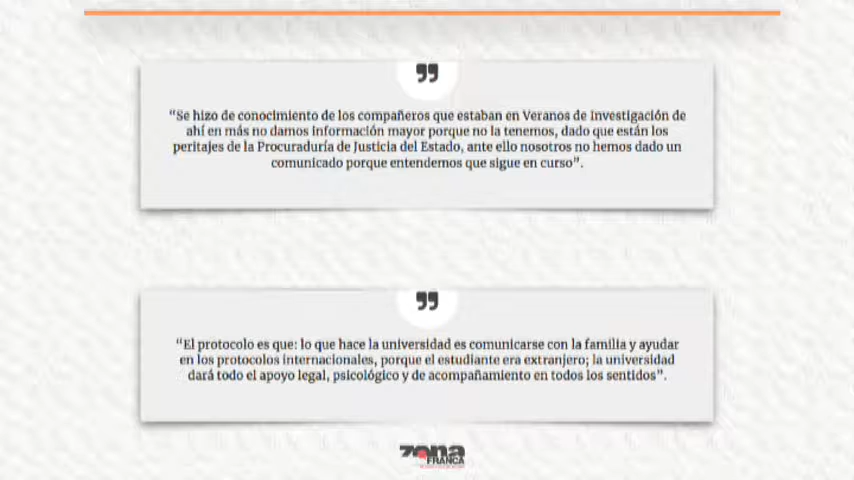 ”
“Se hizo de conocimiento de los compañeros que estaban en Veranos de Investigación de
ahí en más no damos información mayor porque no la tenemos, dado que están los
peritajes de la Procuraduría de Justicia del Estado, ante ello nosotros no hemos dado un
comunicado porque entendemos que sigue en curso”.
”
“El protocolo es que: lo que hace la universidad es comunicarse con la familia y ayudar
en los protocolos internacionales, porque el estudiante era extranjero; la universidad
dará todo el apoyo legal, psicológico y de acompañamiento en todos los sentidos”.
zona
FRANCA